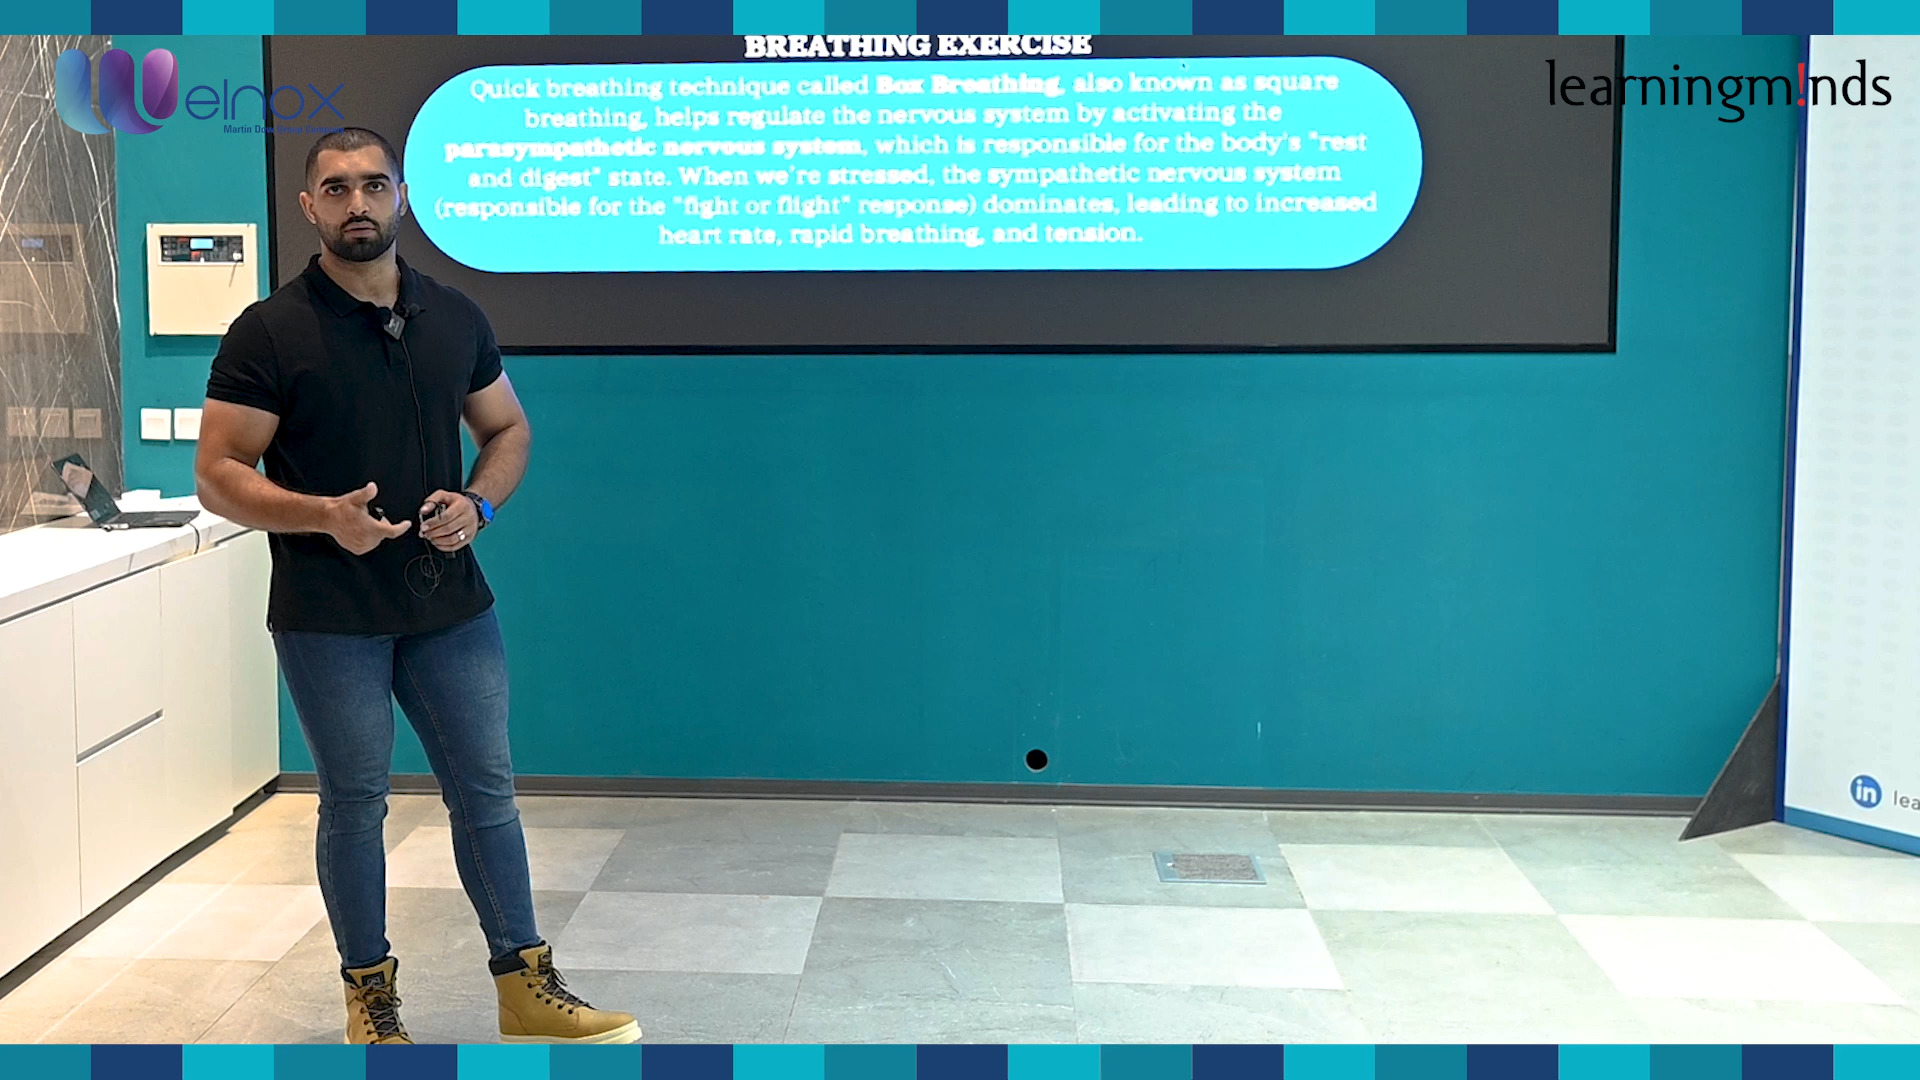 BREATHING EXERCISE
Quick breathing technique called Box Breathing, also known as square
breathing, helps regulate the nervous system by activating the
parasympathetic nervous system, which is responsible for the body's "rest
and digest" state. When we're stressed, the sympathetic nervous system
(responsible for the "fight or flight" response) dominates, leading to increased
heart rate, rapid breathing, and tension.
Welnox
learningm!nds
in lea